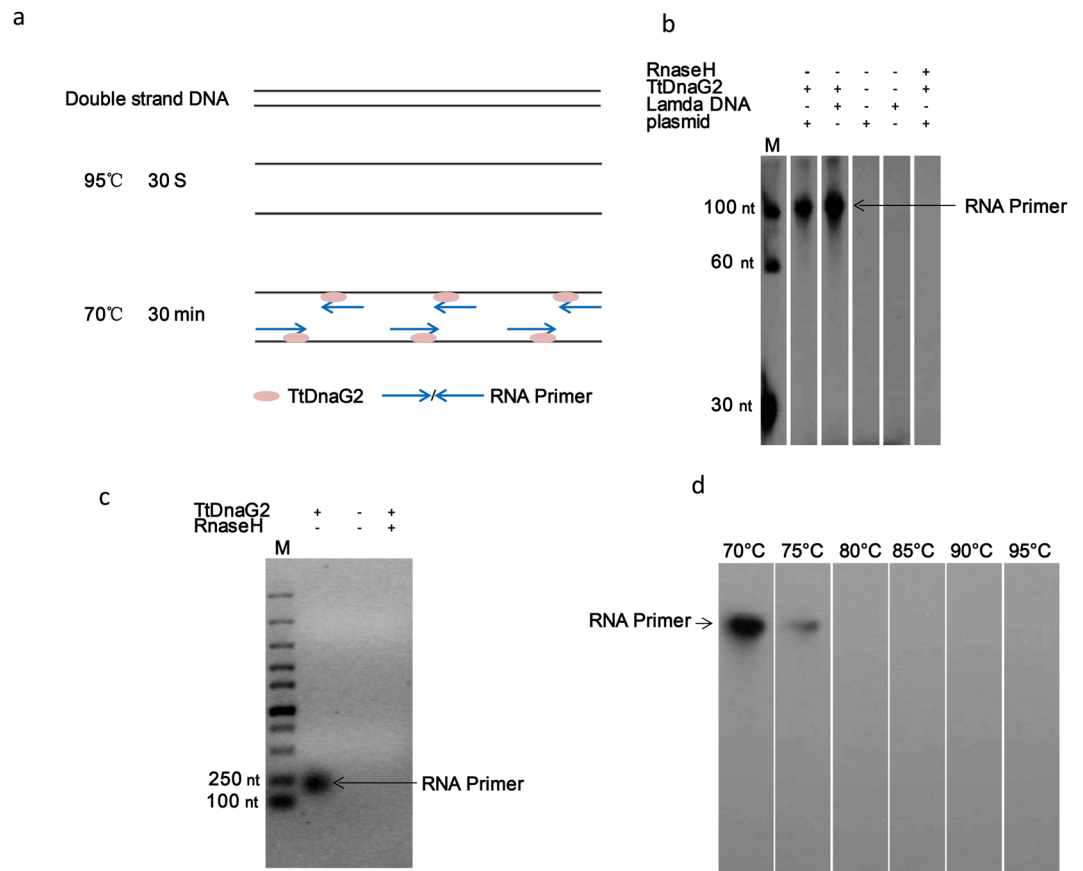 a
Double strand DNA
95℃ 30 S
70℃ 30 min
TtDnaG2 / RNA Primer
b
RnaseH - - - - +
TtDnaG2 + + - - +
Lamda DNA - + - + -
plasmid + - + - +
M
100 nt
RNA Primer
60 nt
30 nt
c
TtDnaG2 + - +
RnaseH - - +
M
250 nt
RNA Primer
100 nt
d
70°C 75°C 80°C 85°C 90°C 95°C
RNA Primer